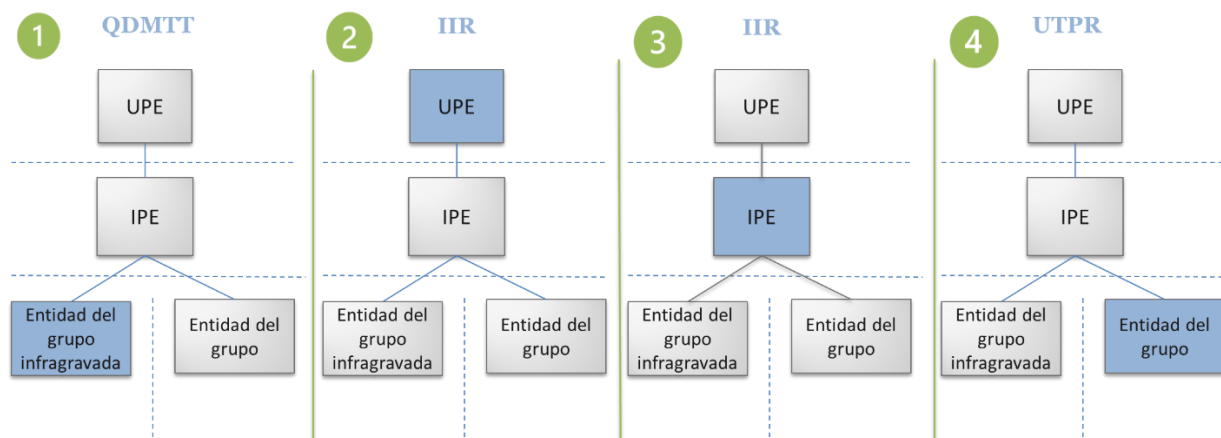 1
QDMTT
UPE
IPE
Entidad del
grupo
infragravada
Entidad del
grupo
2
IIR
UPE
IPE
Entidad del
grupo
infragravada
Entidad del
grupo
3
IIR
UPE
IPE
Entidad del
grupo
infragravada
Entidad del
grupo
4
UTPR
UPE
IPE
Entidad del
grupo
infragravada
Entidad del
grupo